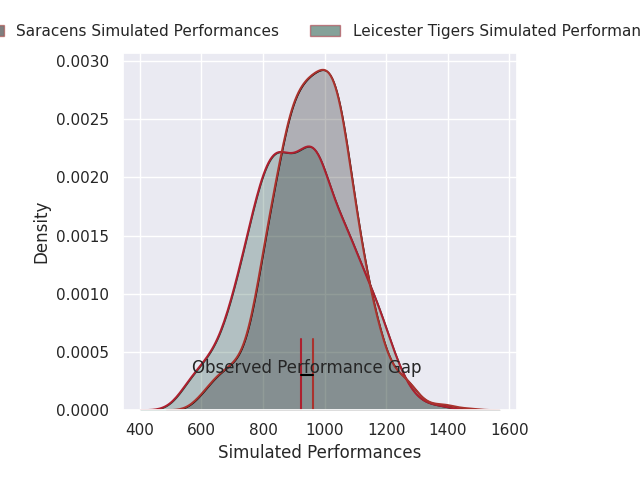 Saracens Simulated Performances
Leicester Tigers Simulated Performan
0.0030
0.0025
0.0020
0.0015
0.0010
0.0005
0.0000
Density
Observed Performance Gap
400 600 800 1000 1200 1400 1600
Simulated Performances